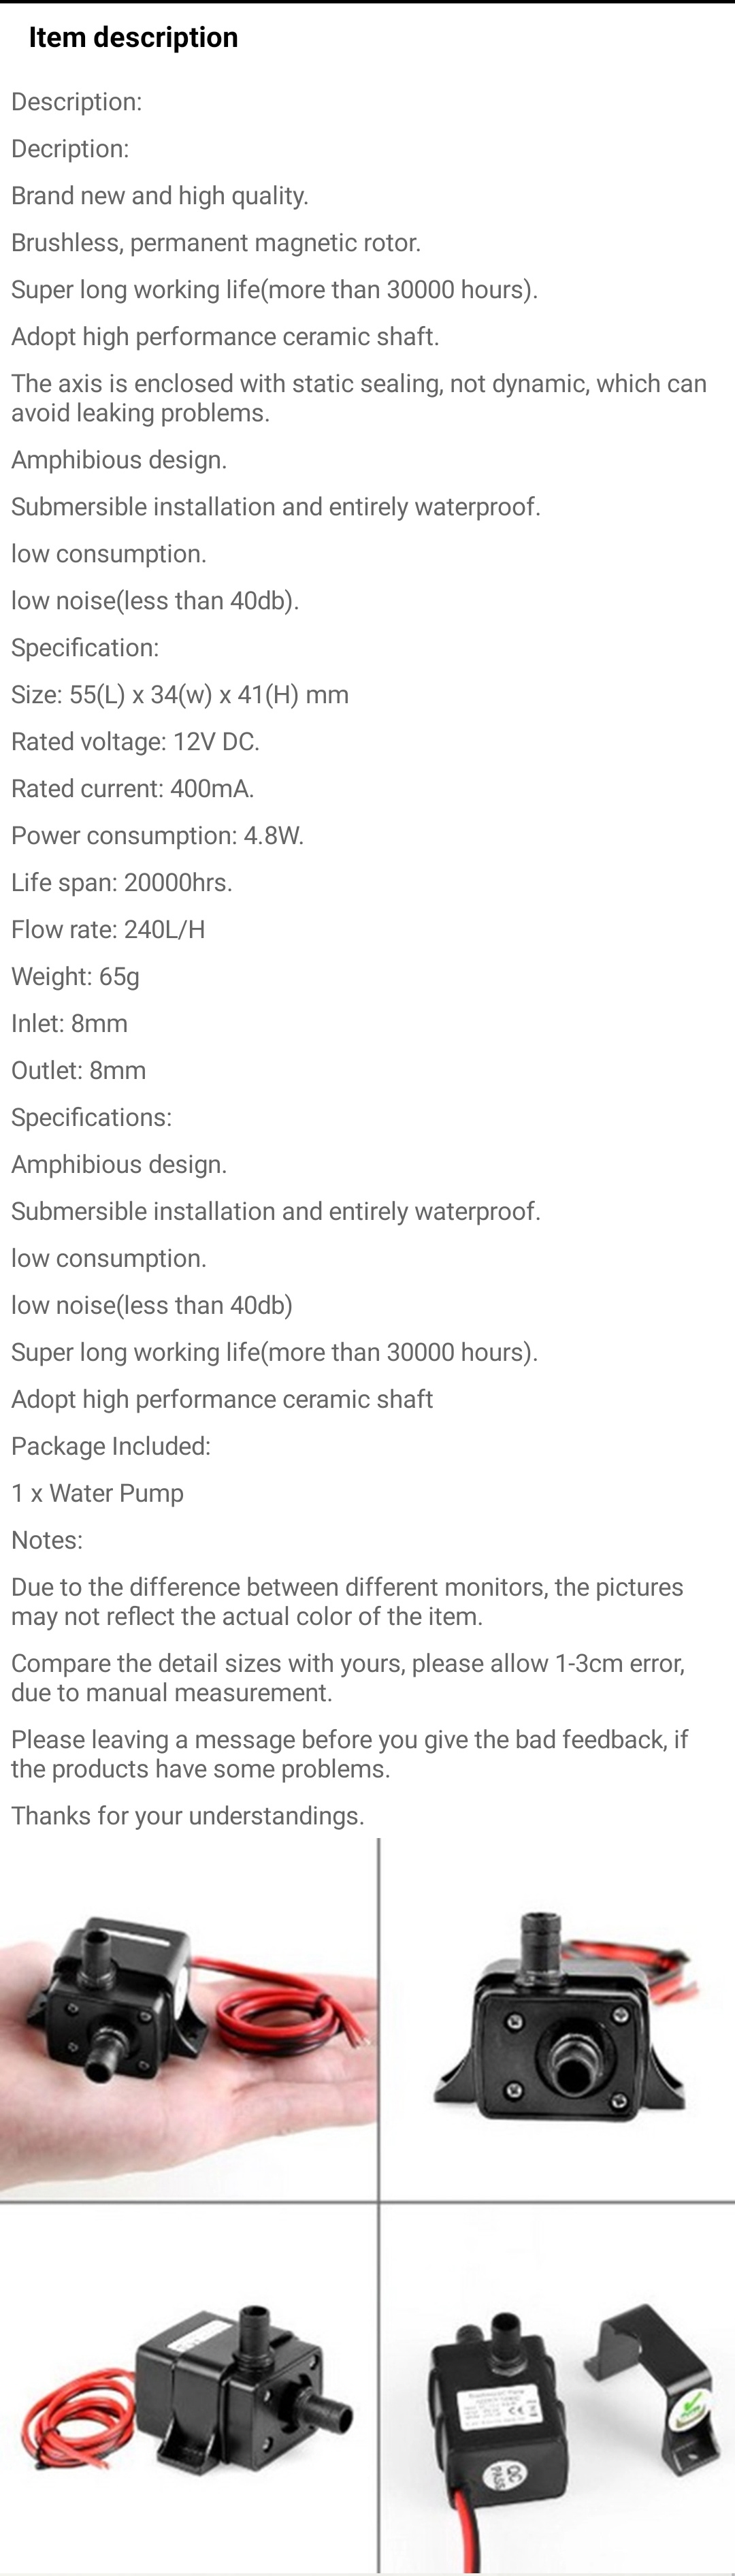 Item description
Description:
Decription:
Brand new and high quality.
Brushless, permanent magnetic rotor.
Super long working life(more than 30000 hours).
Adopt high performance ceramic shaft.
The axis is enclosed with static sealing, not dynamic, which can
avoid leaking problems.
Amphibious design.
Submersible installation and entirely waterproof.
low consumption.
low noise(less than 40db).
Specification:
Size: 55(L) x 34(w) x 41(H) mm
Rated voltage: 12V DC.
Rated current: 400mA.
Power consumption: 4.8W.
Life span: 20000hrs.
Flow rate: 240L/H
Weight: 65g
Inlet: 8mm
Outlet: 8mm
Specifications:
Amphibious design.
Submersible installation and entirely waterproof.
low consumption.
low noise(less than 40db)
Super long working life(more than 30000 hours).
Adopt high performance ceramic shaft
Package Included:
1 x Water Pump
Notes:
Due to the difference between different monitors, the pictures
may not reflect the actual color of the item.
Compare the detail sizes with yours, please allow 1-3cm error,
due to manual measurement.
Please leaving a message before you give the bad feedback, if
the products have some problems.
Thanks for your understandings.
CE
QC
PASS